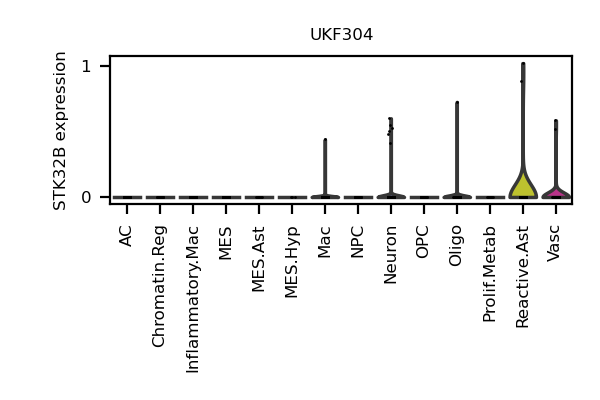 UKF304
STK32B expression
1
0
AC
Chromatin.Reg
Inflammatory.Mac
MES
MES.Ast
MES.Hyp
Mac
NPC
Neuron
OPC
Oligo
Prolif.Metab
Reactive.Ast
Vasc